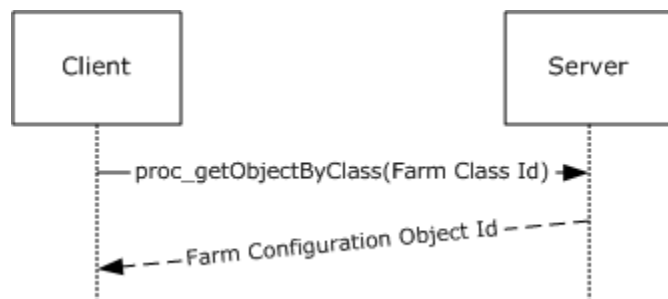 Client
Server
proc_getObjectByClass(Farm Class Id)
Farm Configuration Object Id